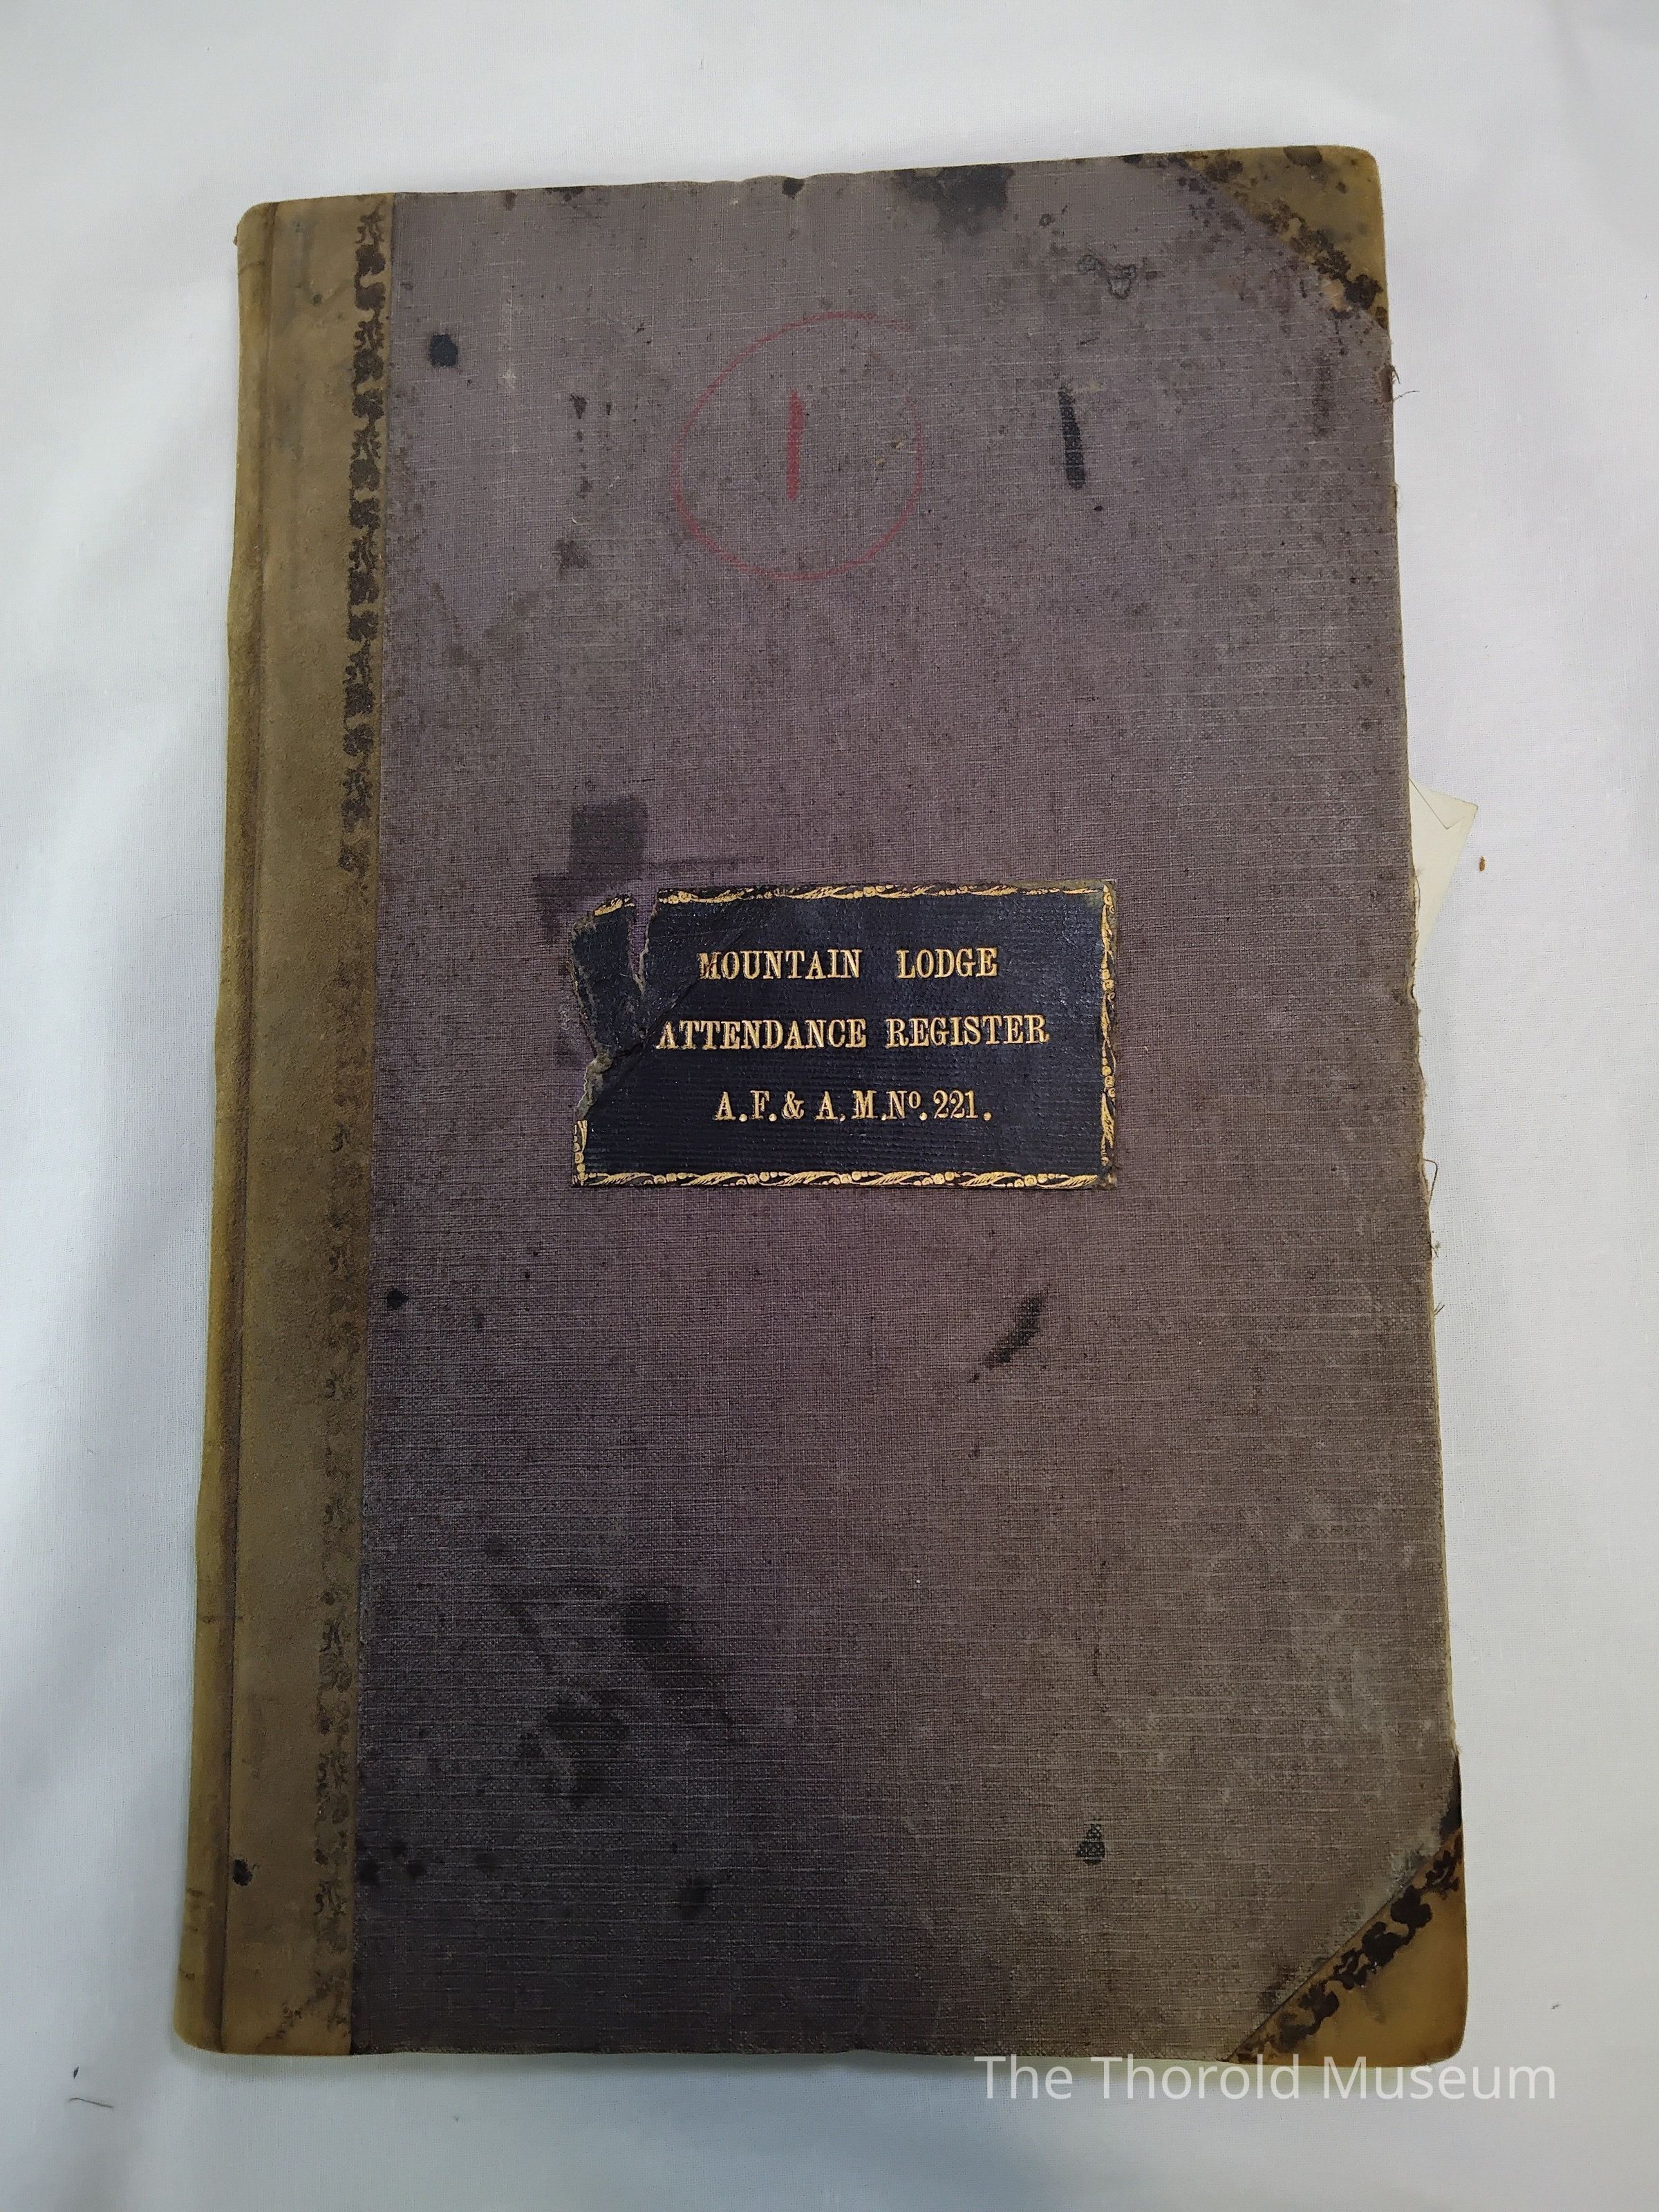 1
MOUNTAIN LODGE
ATTENDANCE REGISTER
A.F.& A.M.Nº. 221.
The Thorold Museum